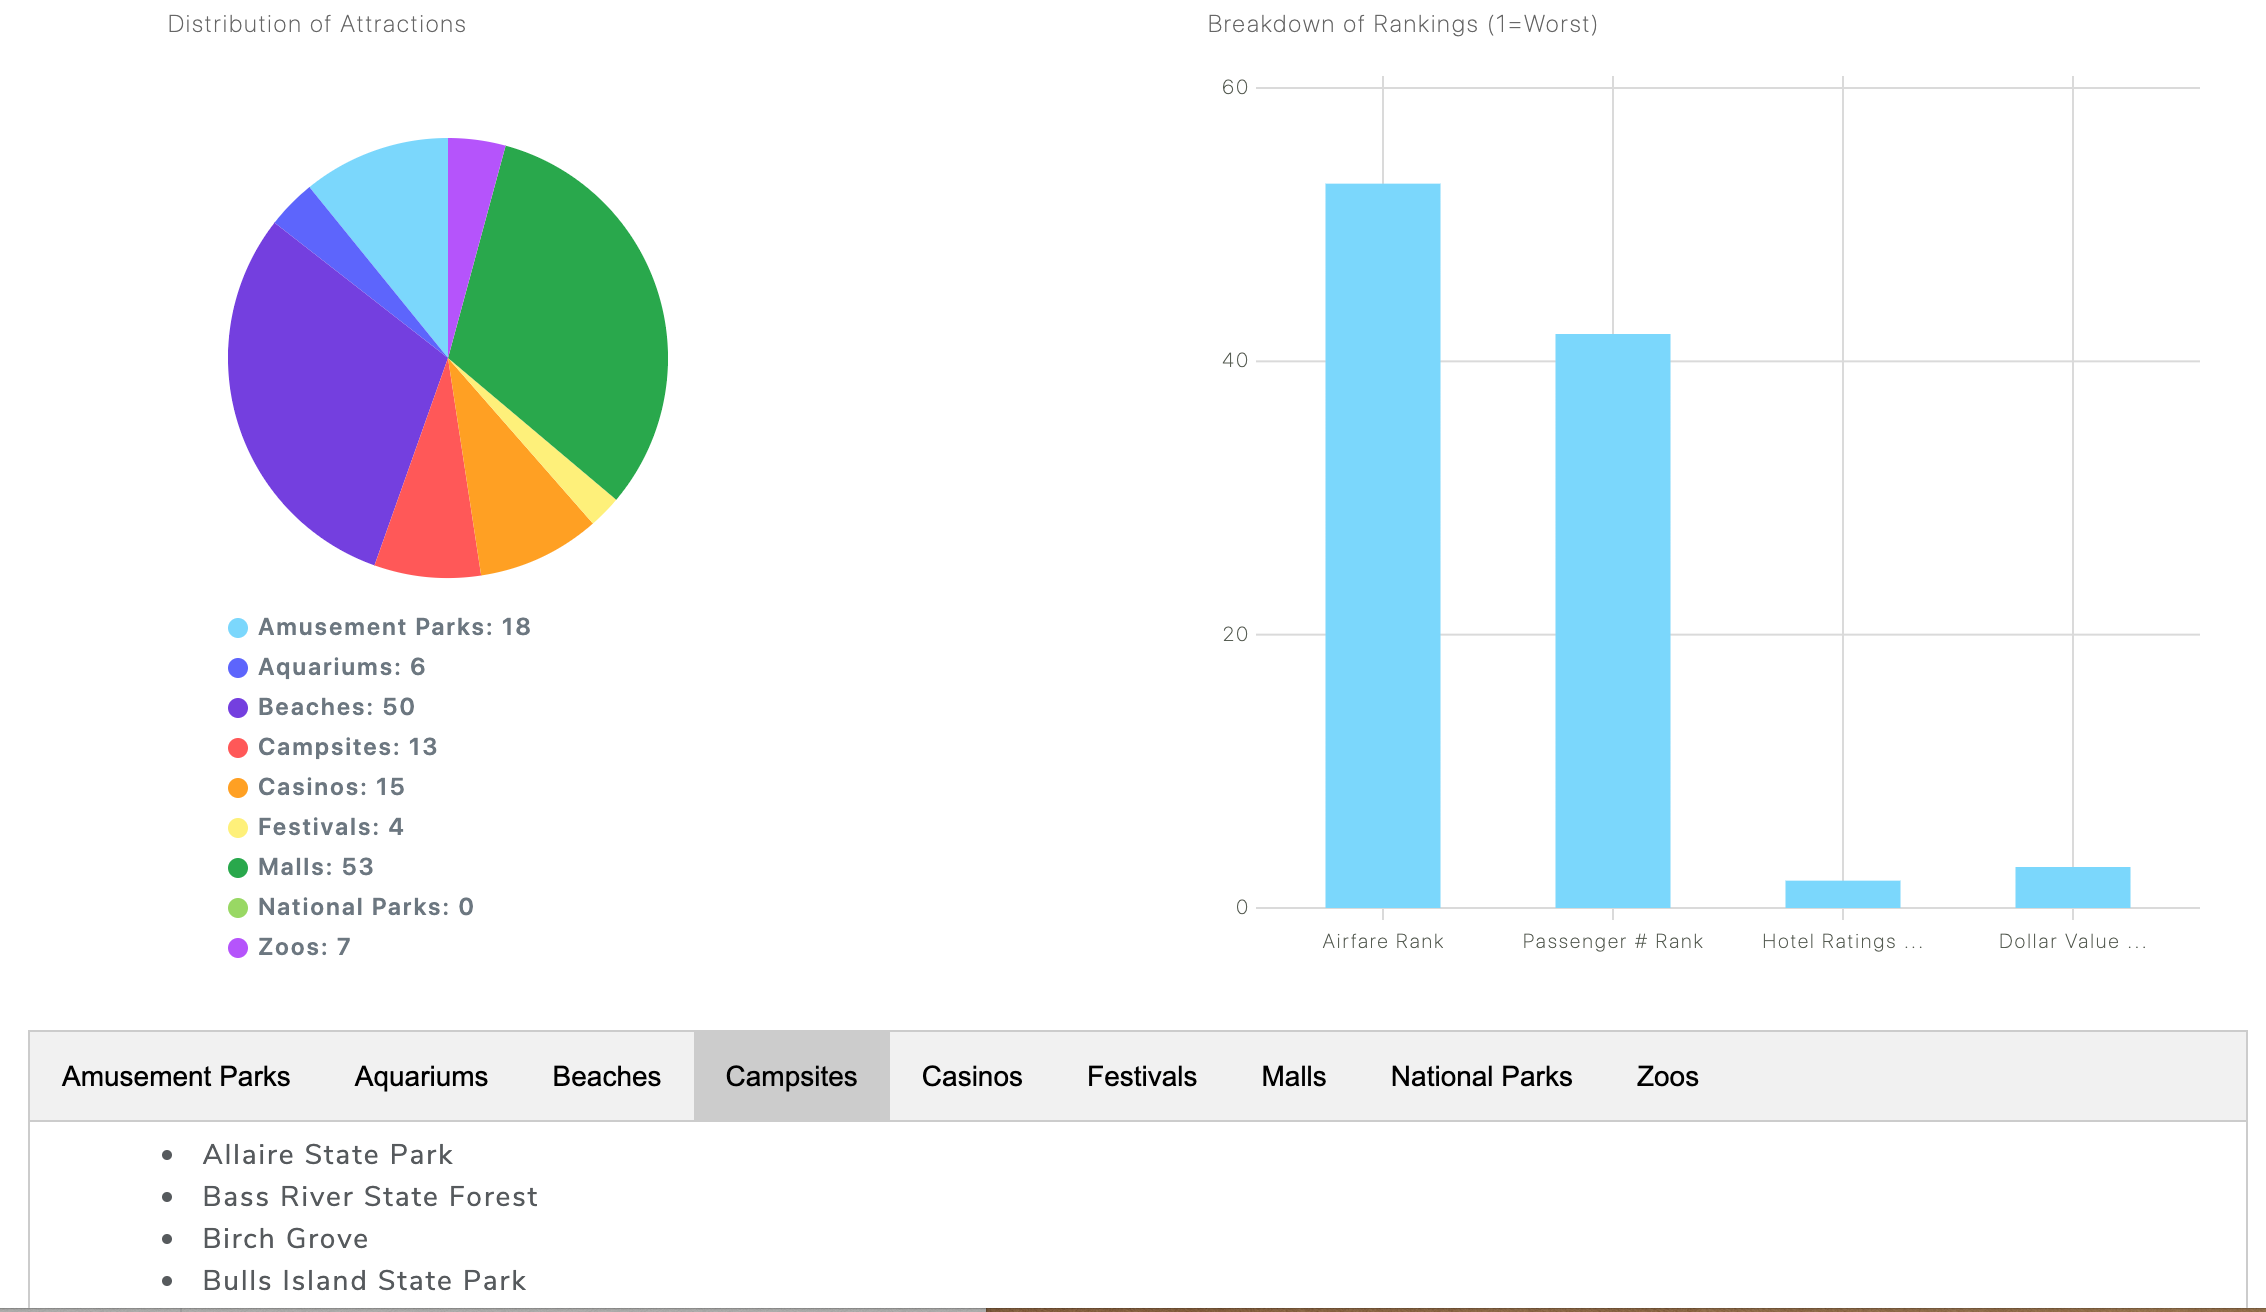 Distribution of Attractions
Amusement Parks: 18
Aquariums: 6
Beaches: 50
Campsites: 13
Casinos: 15
Festivals: 4
Malls: 53
National Parks: 0
Zoos: 7
Breakdown of Rankings (1=Worst)
60
40
20
0
Airfare Rank Passenger # Rank Hotel Ratings ... Dollar Value ...
Amusement Parks Aquariums Beaches Campsites Casinos Festivals Malls National Parks Zoos
• Allaire State Park
• Bass River State Forest
• Birch Grove
• Bulls Island State Park